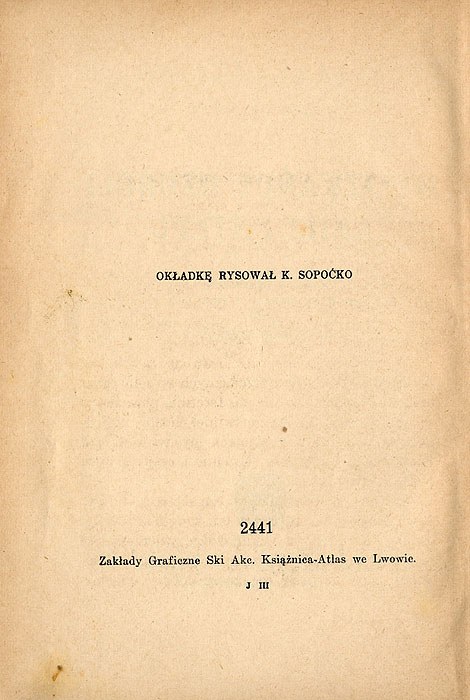 OKŁADKĘ RYSOWAŁ K. SOPOĆKO
2441
Zakłady Graficzne Ski Akc. Książnica-Atlas we Lwowie.
J III